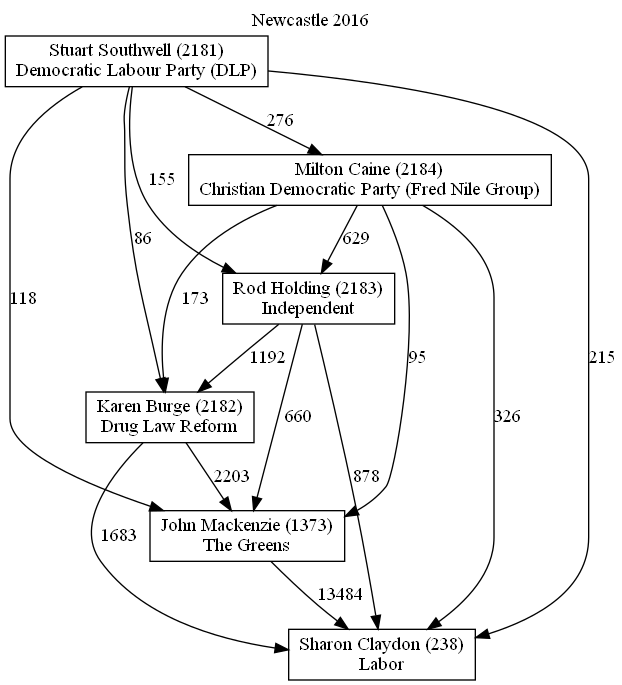 Newcastle 2016
Stuart Southwell (2181)
Democratic Labour Party (DLP)
276
Milton Caine (2184)
Christian Democratic Party (Fred Nile Group)
155
86
629
118
173
Rod Holding (2183)
Independent
1192
95
215
660
326
Karen Burge (2182)
Drug Law Reform
2203
878
1683
John Mackenzie (1373)
The Greens
13484
Sharon Claydon (238)
Labor